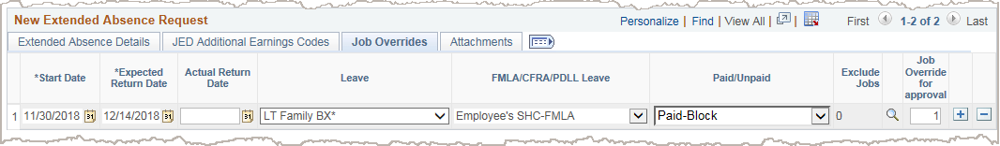 New Extended Absence Request
Personalize | Find | View All | | First 1-2 of 2 Last
Extended Absence Details JED Additional Earnings Codes Job Overrides Attachments
*Start Date *Expected Return Date Actual Return Date Leave FMLA/CFRA/PDLL Leave Paid/Unpaid Exclude Jobs Job Override for approval
1 11/30/2018 31 12/14/2018 31 31 LT Family BX* Employee's SHC-FMLA Paid-Block 0 1